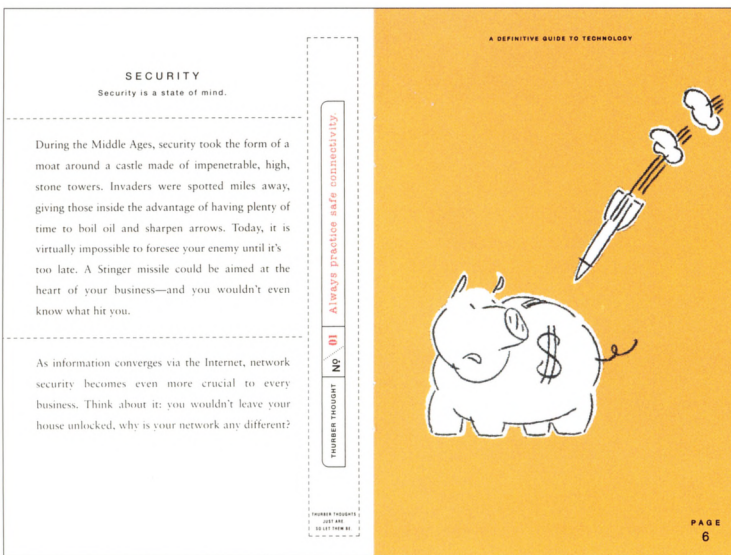 SECURITY
Security is a state of mind.
During the Middle Ages, security took the form of a
moat around a castle made of impenetrable, high,
stone towers. Invaders were spotted miles away,
giving those inside the advantage of having plenty of
time to boil oil and sharpen arrows. Today, it is
virtually impossible to foresee your enemy until it's
too late. A Stinger missile could be aimed at the
heart of your business—and you wouldn't even
know what hit you.
As information converges via the Internet, network
security becomes even more crucial to every
business. Think about it: you wouldn't leave your
house unlocked, why is your network any different?
THURBER THOUGHT Nº 01 Always practice safe connectivity.
THURBER THOUGHTS
JUST ARE
SO LET THEM BE
A DEFINITIVE GUIDE TO TECHNOLOGY
$
PAGE
6